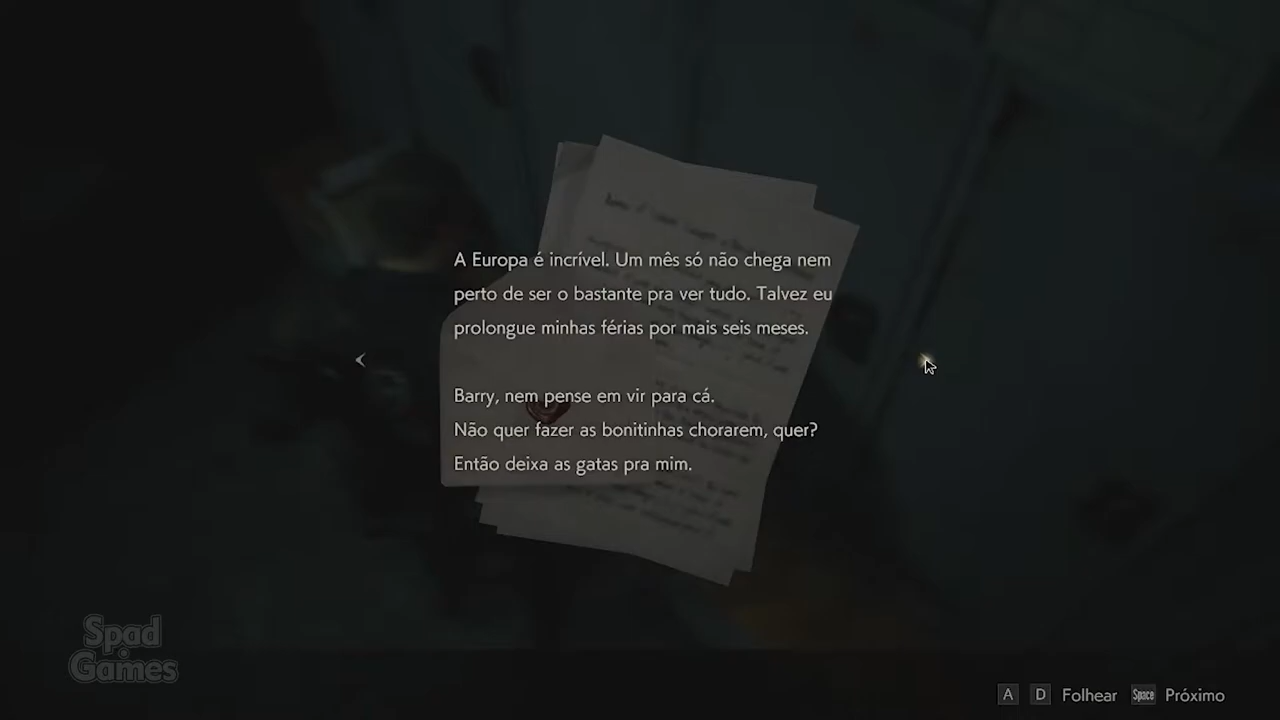 A Europa é incrível. Um mês só não chega nem
perto de ser o bastante pra ver tudo. Talvez eu
prolongue minhas férias por mais seis meses.
Barry, nem pense em vir para cá.
Não quer fazer as bonitinhas chorarem, quer?
Então deixa as gatas pra mim.
Spad
Games
A D Folhear Space Próximo